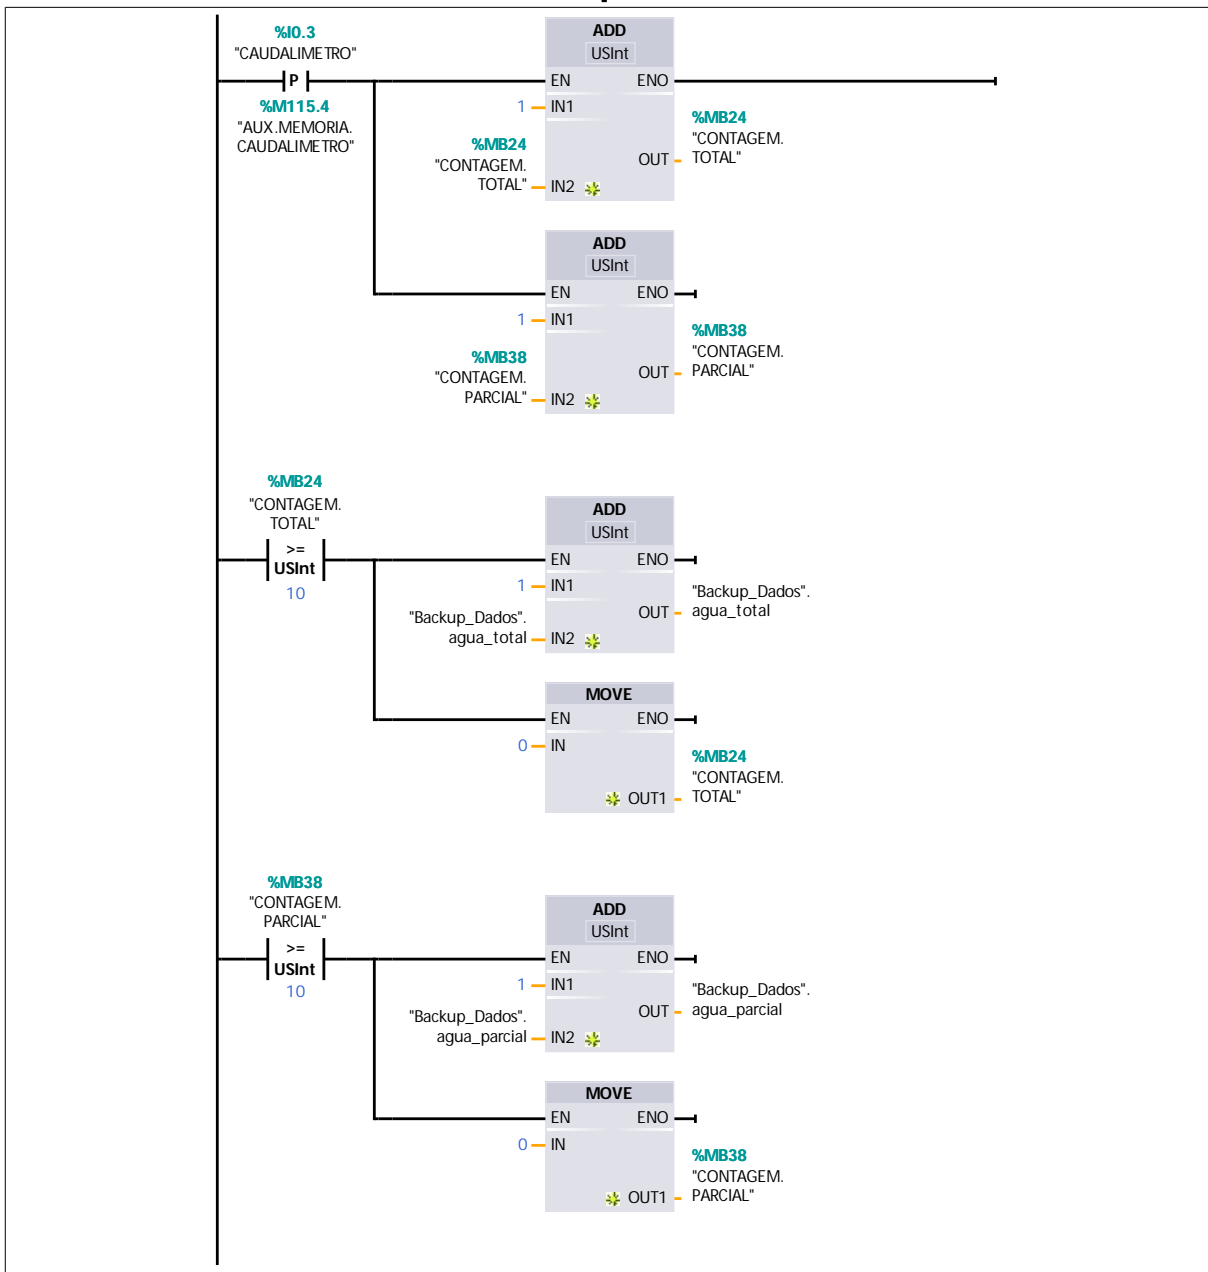 %I0.3
"CAUDALIMETRO"
P
%M115.4
"AUX.MEMORIA.
CAUDALIMETRO"
ADD
USInt
EN ENO
1 IN1
%MB24
"CONTAGEM.
TOTAL" IN2
OUT
%MB24
"CONTAGEM.
TOTAL"
ADD
USInt
EN ENO
1 IN1
%MB38
"CONTAGEM.
PARCIAL" IN2
OUT
%MB38
"CONTAGEM.
PARCIAL"
%MB24
"CONTAGEM.
TOTAL"
>=
USInt
10
ADD
USInt
EN ENO
1 IN1
"Backup_Dados".
agua_total IN2
OUT
"Backup_Dados".
agua_total
MOVE
EN ENO
0 IN
OUT1
%MB24
"CONTAGEM.
TOTAL"
%MB38
"CONTAGEM.
PARCIAL"
>=
USInt
10
ADD
USInt
EN ENO
1 IN1
"Backup_Dados".
agua_parcial IN2
OUT
"Backup_Dados".
agua_parcial
MOVE
EN ENO
0 IN
OUT1
%MB38
"CONTAGEM.
PARCIAL"